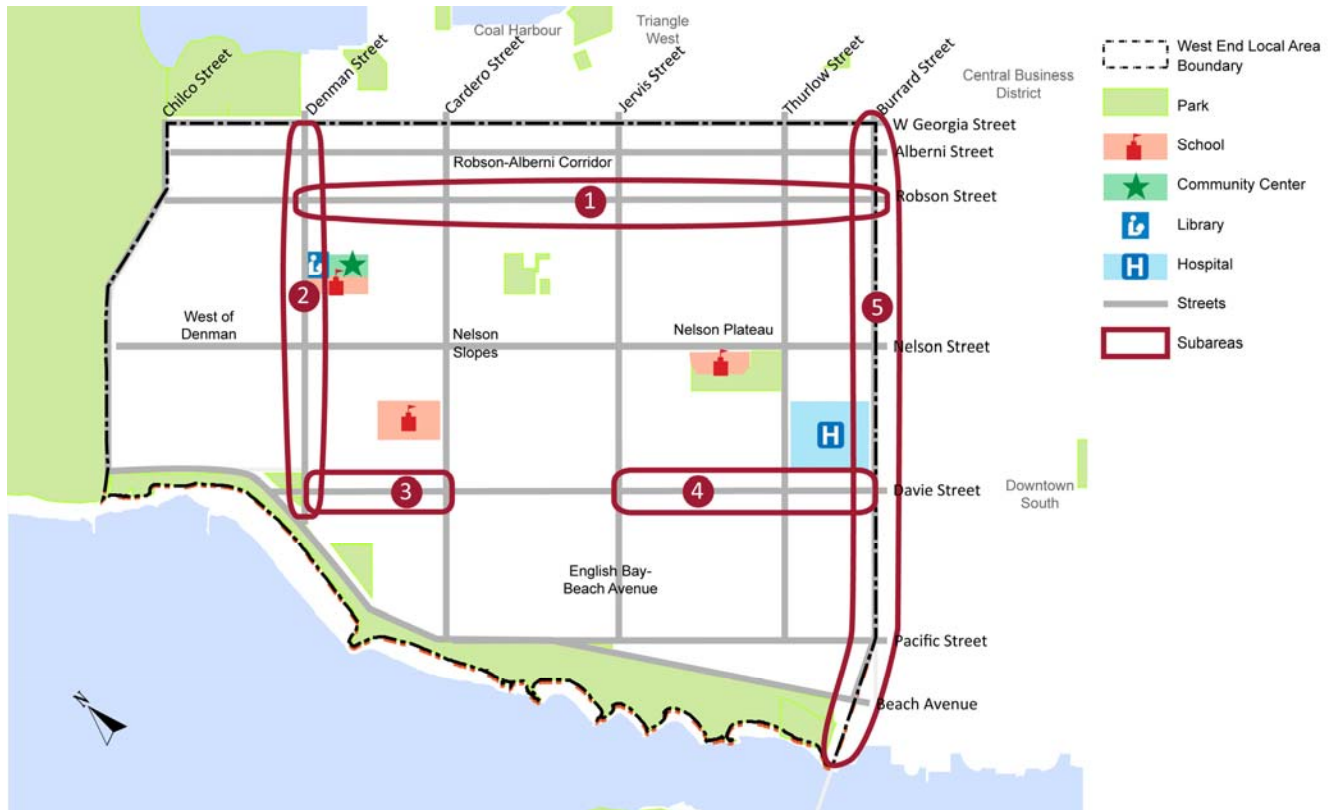 Coal Harbour
Triangle
West
Central Business
District
Chilco Street
Denman Street
Cardero Street
Jervis Street
Thurlow Street
Burrard Street
W Georgia Street
Alberni Street
Robson-Alberni Corridor
1
Robson Street
2
5
West of
Denman
Nelson
Slopes
Nelson Plateau
Nelson Street
H
3
4
Davie Street
Downtown
South
English Bay-
Beach Avenue
Pacific Street
Beach Avenue
N
West End Local Area
Boundary
Park
School
Community Center
Library
H
Hospital
Streets
Subareas